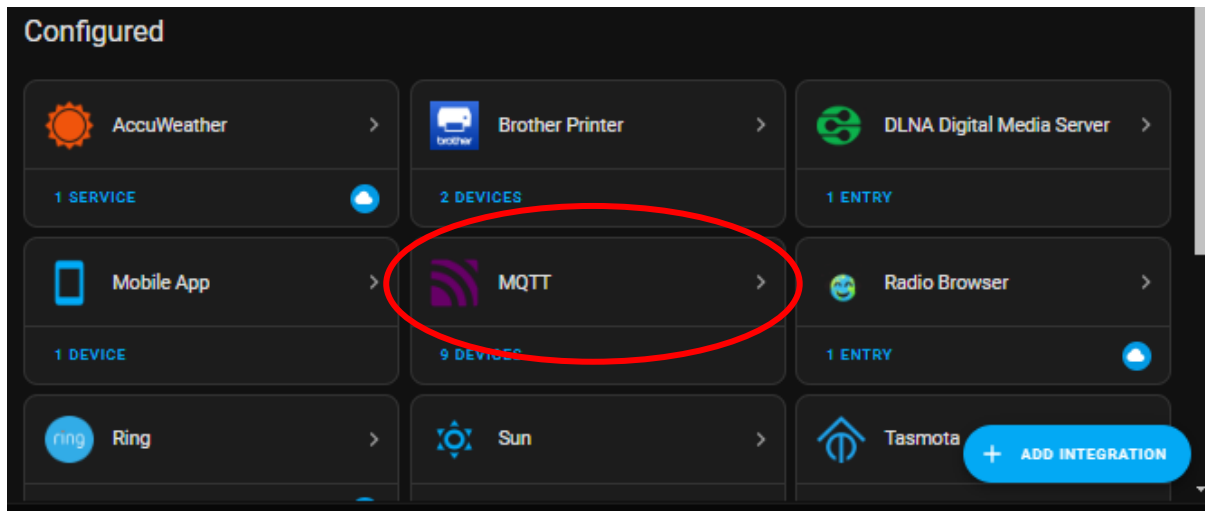 Configured
AccuWeather
Brother Printer
DLNA Digital Media Server
brother
1 SERVICE
2 DEVICES
1 ENTRY
Mobile App
MQTT
Radio Browser
1 DEVICE
9 DEVICES
1 ENTRY
ring
Ring
Sun
Tasmota
+ ADD INTEGRATION